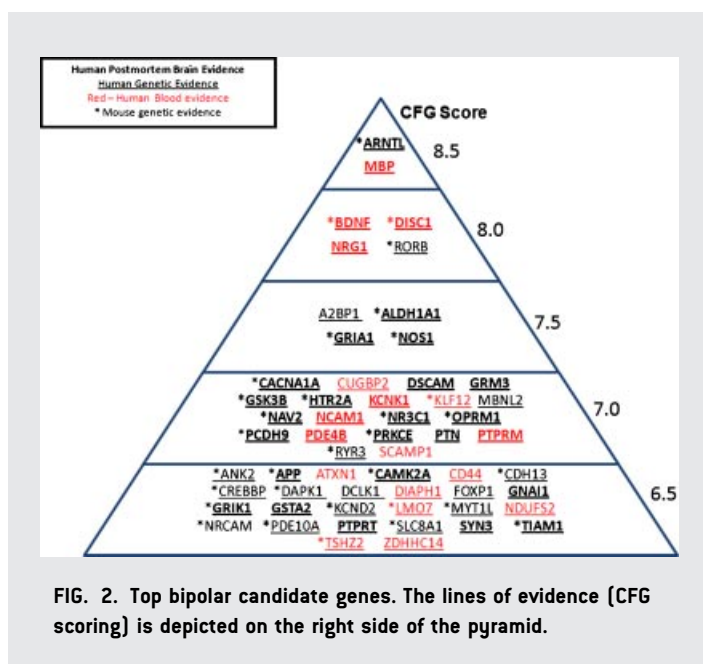 Human Postmortem Brain Evidence
Human Genetic Evidence
Red – Human Blood evidence
* Mouse genetic evidence
CFG Score
*ARNTL
8.5
MBP
*BDNF *DISC1
8.0
NRG1 *RORB
A2BP1 *ALDH1A1
7.5
*GRIA1 *NOS1
*CACNA1A CUGBP2 DSCAM GRM3
*GSK3B *HTR2A KCNK1 *KLF12 MBNL2
7.0
*NAV2 NCAM1 *NR3C1 *OPRM1
*PCDH9 PDE4B *PRKCE PTN PTPRM
*RYR3 SCAMP1
*ANK2 *APP ATXN1 *CAMK2A CD44 *CDH13
*CREBBP *DAPK1 DCLK1 DIAPH1 FOXP1 GNAI1
6.5
*GRIK1 GSTA2 *KCND2 *LMO7 *MYT1L NDUFS2
*NRCAM *PDE10A PTPRT *SLC8A1 SYN3 *TIAM1
*TSHZ2 ZDHHC14
FIG. 2. Top bipolar candidate genes. The lines of evidence (CFG
scoring) is depicted on the right side of the pyramid.